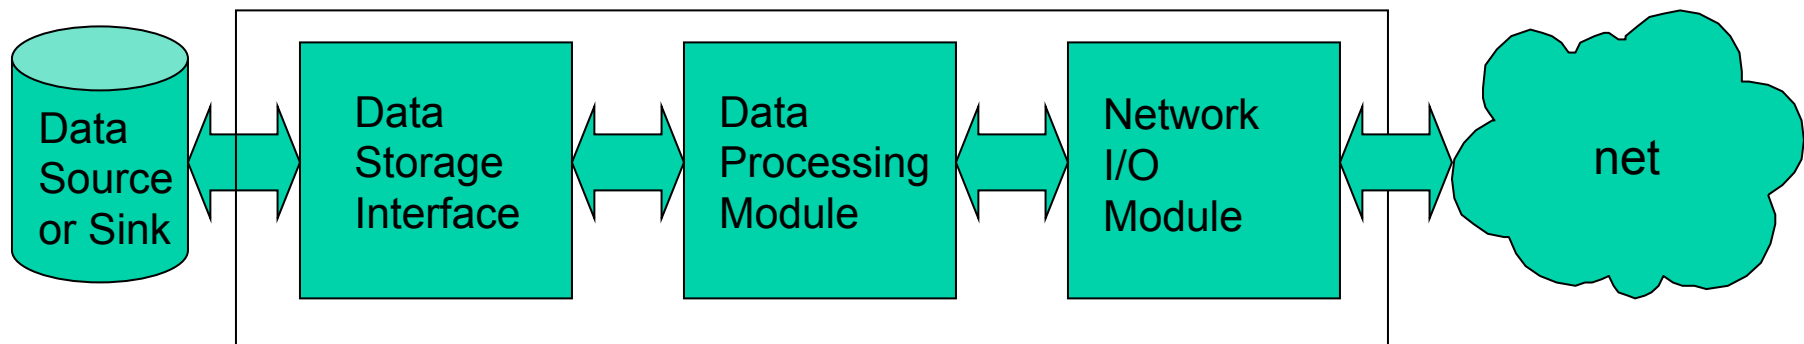 Data
Source
or Sink
Data
Storage
Interface
Data
Processing
Module
Network
I/O
Module
net